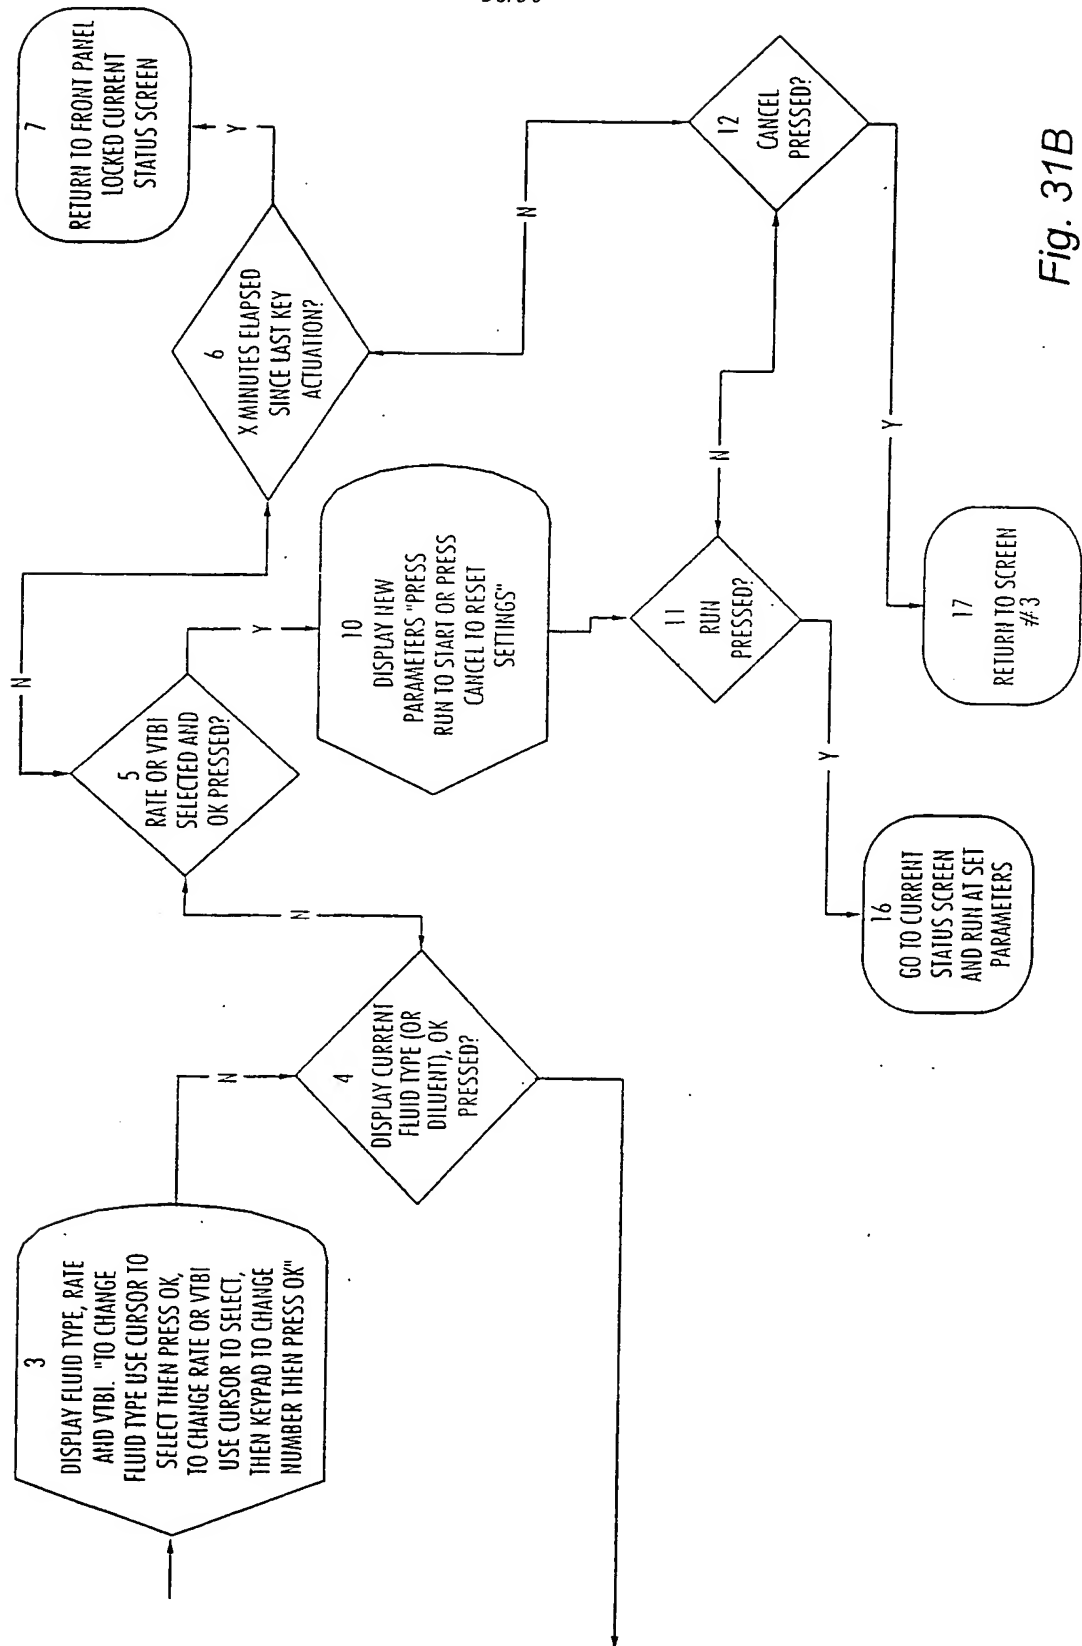 3
DISPLAY FLUID TYPE, RATE
AND VTBI. "TO CHANGE
FLUID TYPE USE CURSOR TO
SELECT THEN PRESS OK,
TO CHANGE RATE OR VTBI
USE CURSOR TO SELECT,
THEN KEYPAD TO CHANGE
NUMBER THEN PRESS OK"
N
4
DISPLAY CURRENT
FLUID TYPE (OR
DILUENT), OK
PRESSED?
N
5
RATE OR VTBI
SELECTED AND
OK PRESSED?
N
Y
6
X MINUTES ELAPSED
SINCE LAST KEY
ACTUATION?
Y
7
RETURN TO FRONT PANEL
LOCKED CURRENT
STATUS SCREEN
N
10
DISPLAY NEW
PARAMETERS "PRESS
RUN TO START OR PRESS
CANCEL TO RESET
SETTINGS"
11
RUN
PRESSED?
N
Y
12
CANCEL
PRESSED?
Y
16
GO TO CURRENT
STATUS SCREEN
AND RUN AT SET
PARAMETERS
17
RETURN TO SCREEN
#3
Fig. 31B